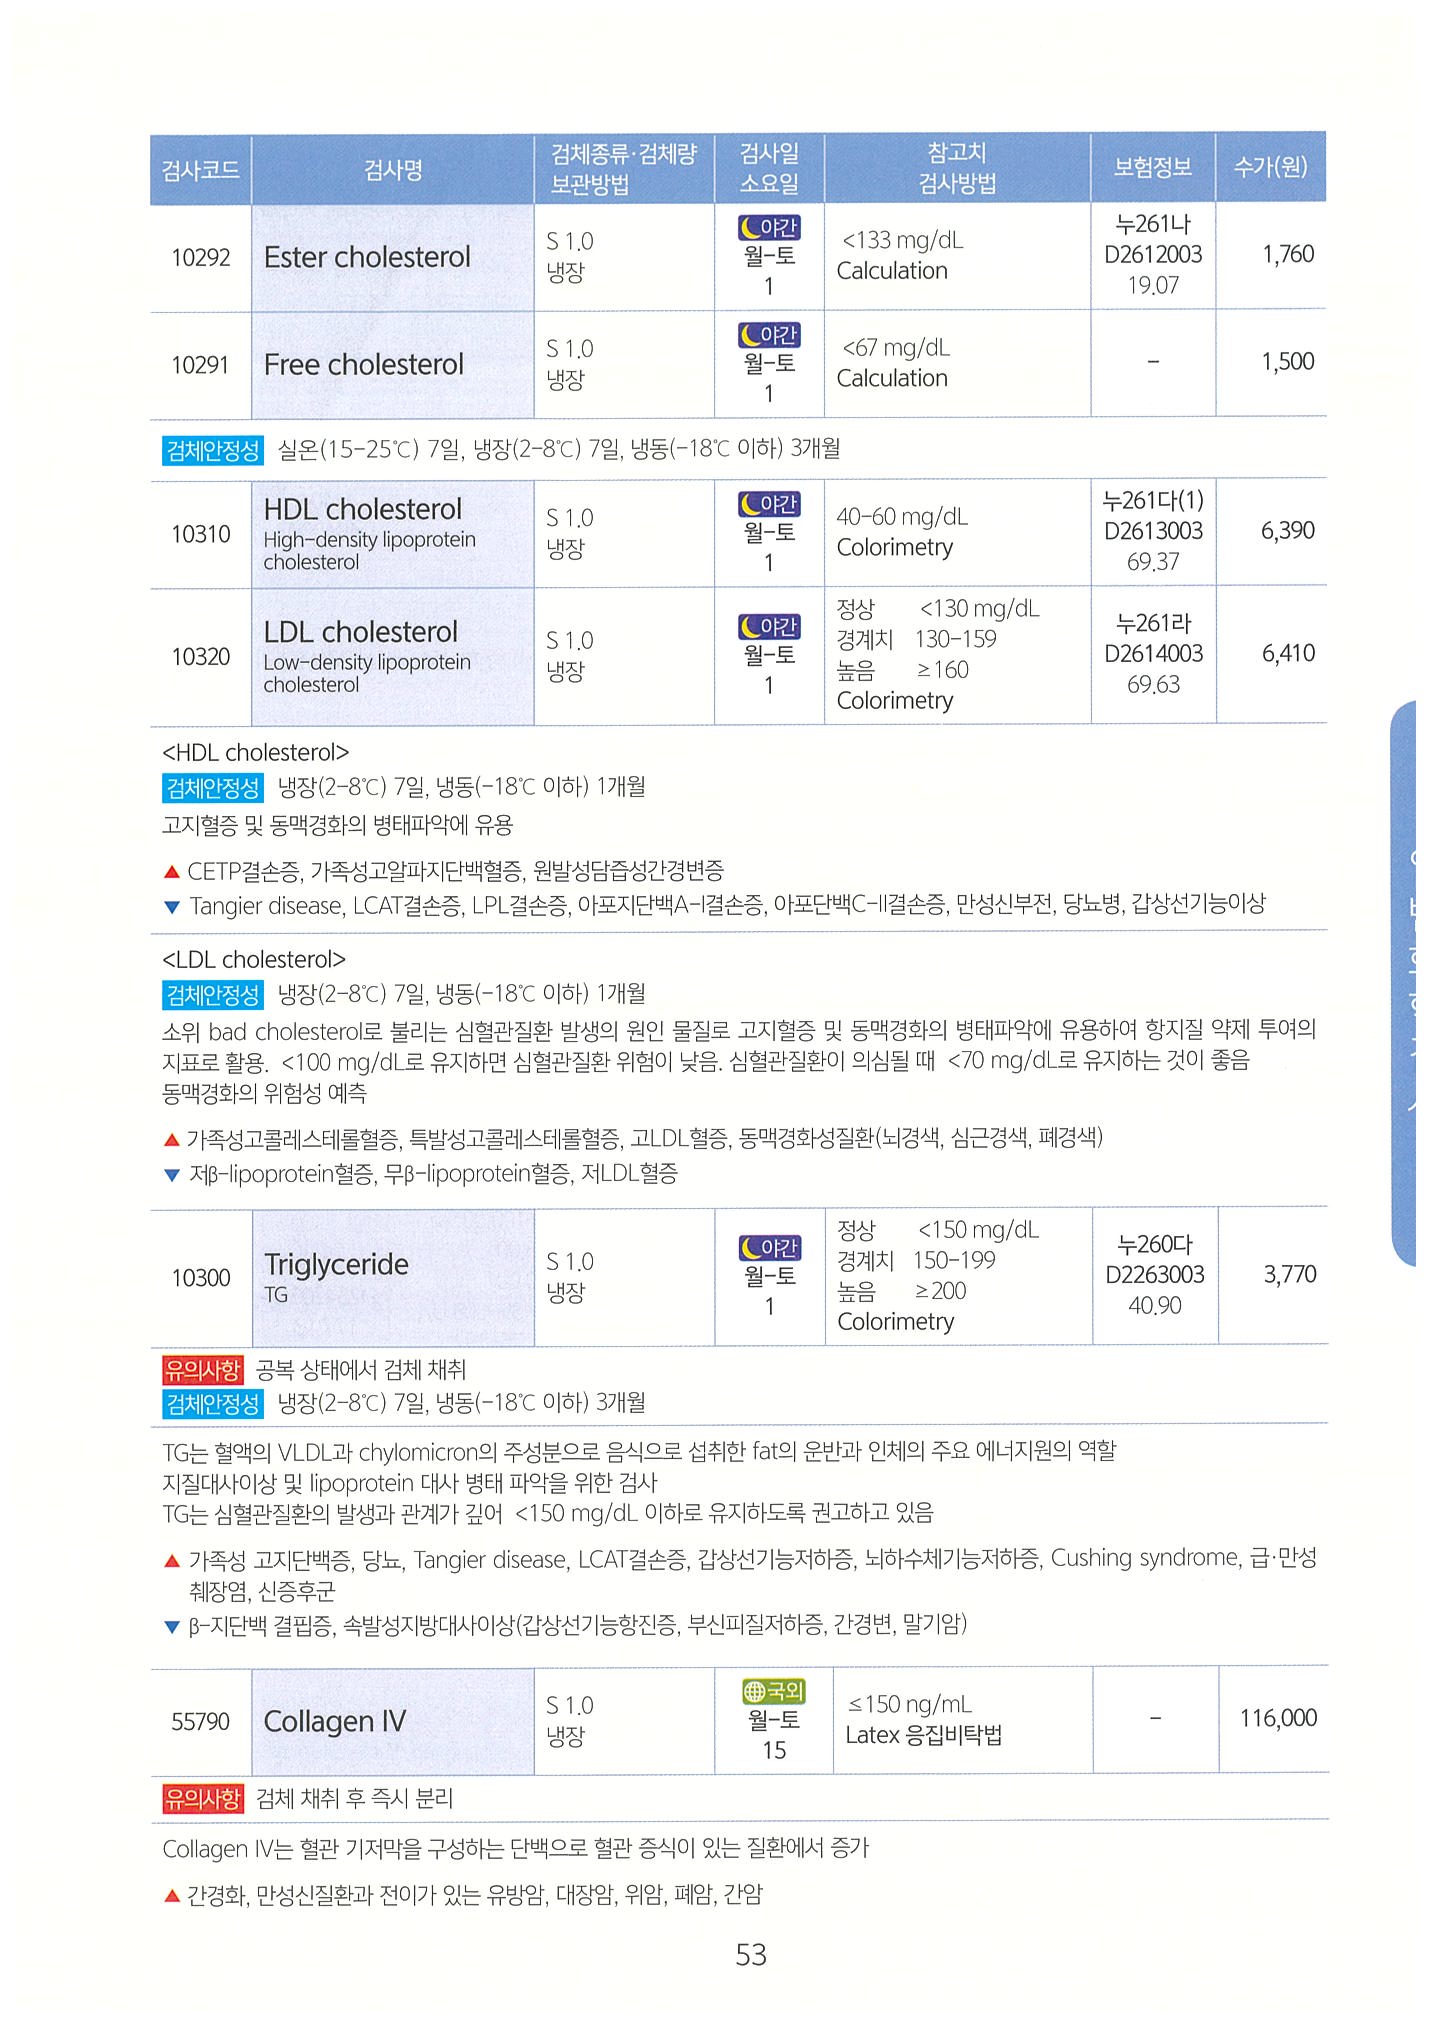 검사코드 검사명 검체종류·검체량 보관방법 검사일 소요일 참고치 검사방법 보험정보 수가(원)
10292 Ester cholesterol S 1.0 냉장 야간 월-토 1 <133 mg/dL Calculation 누261나 D2612003 19.07 1,760
10291 Free cholesterol S 1.0 냉장 야간 월-토 1 <67 mg/dL Calculation - 1,500
검체안정성 실온(15-25℃) 7일, 냉장(2-8℃) 7일, 냉동(-18℃ 이하) 3개월
10310 HDL cholesterol High-density lipoprotein cholesterol S 1.0 냉장 야간 월-토 1 40-60 mg/dL Colorimetry 누261다(1) D2613003 69.37 6,390
10320 LDL cholesterol Low-density lipoprotein cholesterol S 1.0 냉장 야간 월-토 1 정상 <130 mg/dL 경계치 130-159 높음 ≥160 Colorimetry 누261라 D2614003 69.63 6,410
<HDL cholesterol>
검체안정성 냉장(2-8℃) 7일, 냉동(-18℃ 이하) 1개월
고지혈증 및 동맥경화의 병태파악에 유용
▲ CETP결손증, 가족성고알파지단백혈증, 원발성담즙성간경변증
▼ Tangier disease, LCAT결손증, LPL결손증, 아포지단백A-I결손증, 아포단백C-II결손증, 만성신부전, 당뇨병, 갑상선기능이상
<LDL cholesterol>
검체안정성 냉장(2-8℃) 7일, 냉동(-18℃ 이하) 1개월
소위 bad cholesterol로 불리는 심혈관질환 발생의 원인 물질로 고지혈증 및 동맥경화의 병태파악에 유용하여 항지질 약제 투여의
지표로 활용. <100 mg/dL로 유지하면 심혈관질환 위험이 낮음. 심혈관질환이 의심될 때 <70 mg/dL로 유지하는 것이 좋음
동맥경화의 위험성 예측
▲ 가족성고콜레스테롤혈증, 특발성고콜레스테롤혈증, 고LDL혈증, 동맥경화성질환(뇌경색, 심근경색, 폐경색)
▼ 저β-lipoprotein혈증, 무β-lipoprotein혈증, 저LDL혈증
10300 Triglyceride TG S 1.0 냉장 야간 월-토 1 정상 <150 mg/dL 경계치 150-199 높음 ≥200 Colorimetry 누260다 D2263003 40.90 3,770
유의사항 공복 상태에서 검체 채취
검체안정성 냉장(2-8℃) 7일, 냉동(-18℃ 이하) 3개월
TG는 혈액의 VLDL과 chylomicron의 주성분으로 음식으로 섭취한 fat의 운반과 인체의 주요 에너지원의 역할
지질대사이상 및 lipoprotein 대사 병태 파악을 위한 검사
TG는 심혈관질환의 발생과 관계가 깊어 <150 mg/dL 이하로 유지하도록 권고하고 있음
▲ 가족성 고지단백증, 당뇨, Tangier disease, LCAT결손증, 갑상선기능저하증, 뇌하수체기능저하증, Cushing syndrome, 급·만성
췌장염, 신증후군
▼ β-지단백 결핍증, 속발성지방대사이상(갑상선기능항진증, 부신피질저하증, 간경변, 말기암)
55790 Collagen IV S 1.0 냉장 국외 월-토 15 ≤150 ng/mL Latex 응집비탁법 - 116,000
유의사항 검체 채취 후 즉시 분리
Collagen IV는 혈관 기저막을 구성하는 단백으로 혈관 증식이 있는 질환에서 증가
▲ 간경화, 만성신질환과 전이가 있는 유방암, 대장암, 위암, 폐암, 간암
53